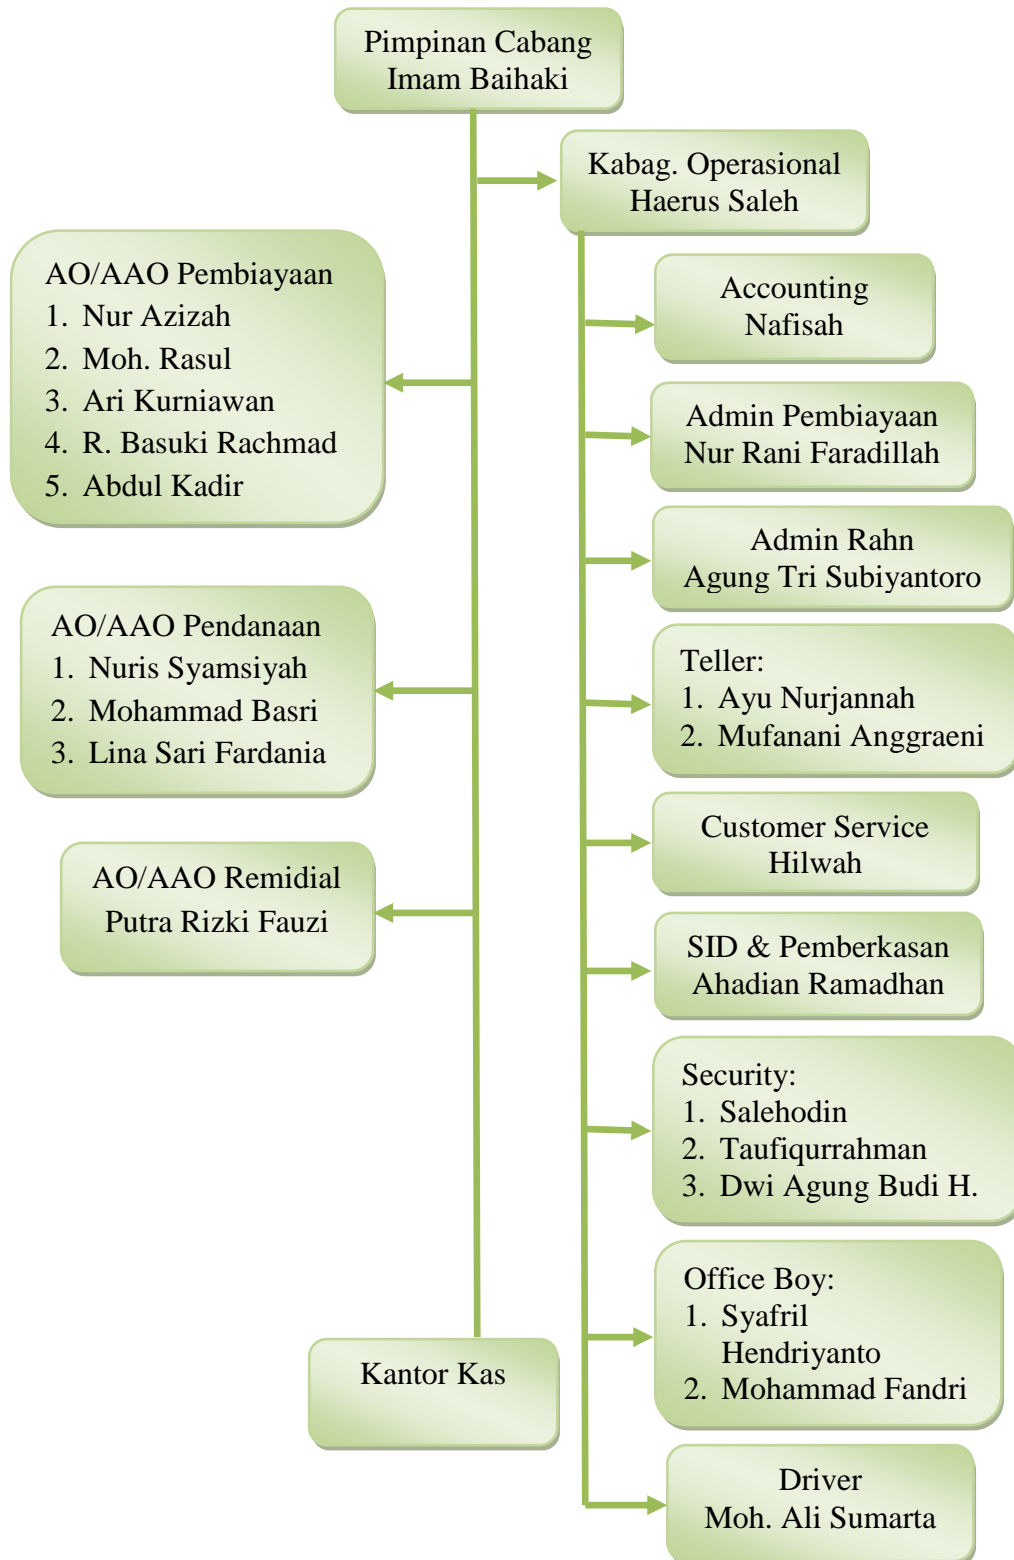 Pimpinan Cabang
Imam Baihaki
Kabag. Operasional
Haerus Saleh
AO/AAO Pembiayaan
1. Nur Azizah
2. Moh. Rasul
3. Ari Kurniawan
4. R. Basuki Rachmad
5. Abdul Kadir
AO/AAO Pendanaan
1. Nuris Syamsiyah
2. Mohammad Basri
3. Lina Sari Fardania
AO/AAO Remidial
Putra Rizki Fauzi
Kantor Kas
Accounting
Nafisah
Admin Pembiayaan
Nur Rani Faradillah
Admin Rahn
Agung Tri Subiyantoro
Teller:
1. Ayu Nurjannah
2. Mufanani Anggraeni
Customer Service
Hilwah
SID & Pemberkasan
Ahadian Ramadhan
Security:
1. Salehodin
2. Taufiqurrahman
3. Dwi Agung Budi H.
Office Boy:
1. Syafril
Hendriyanto
2. Mohammad Fandri
Driver
Moh. Ali Sumarta